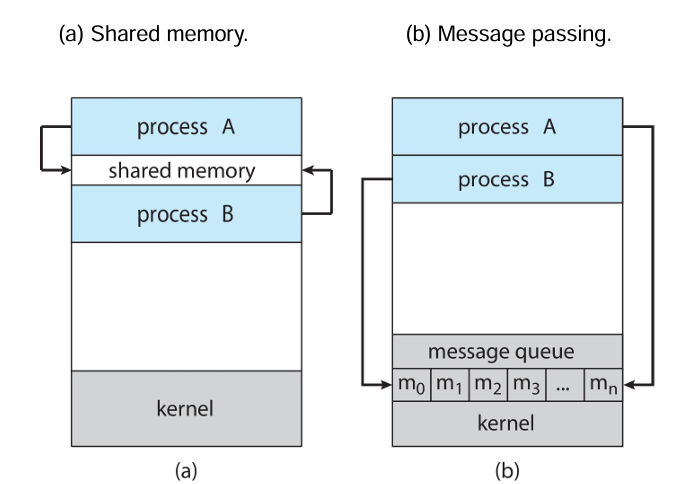 (a) Shared memory.
(b) Message passing.
process A
shared memory
process B
kernel
(a)
process A
process B
message queue
m0 m1 m2 m3 ... mn
kernel
(b)